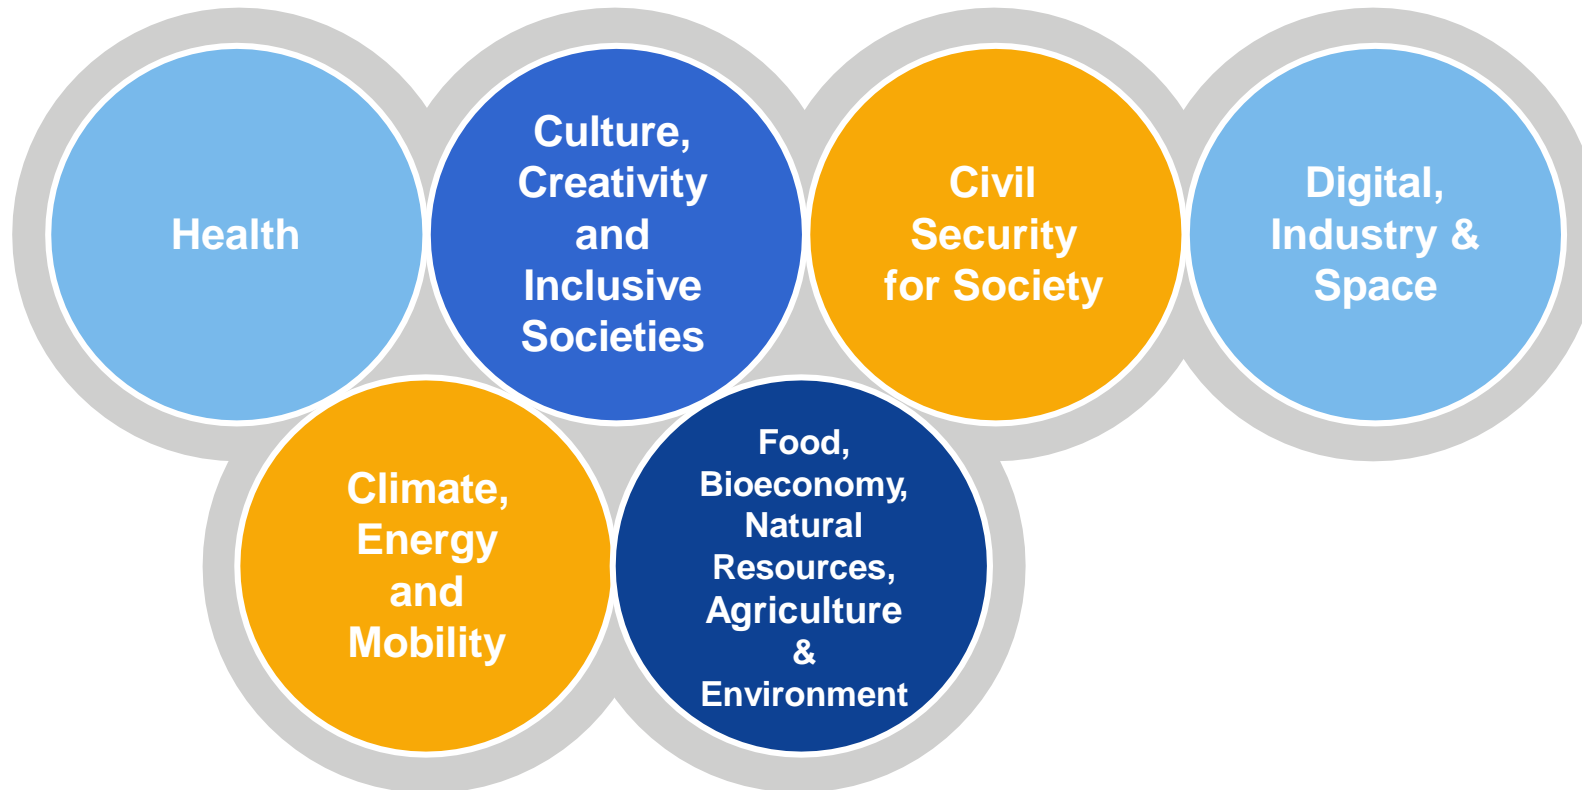 Health
Culture,
Creativity
and
Inclusive
Societies
Civil
Security
for Society
Digital,
Industry &
Space
Climate,
Energy
and
Mobility
Food,
Bioeconomy,
Natural
Resources,
Agriculture
&
Environment